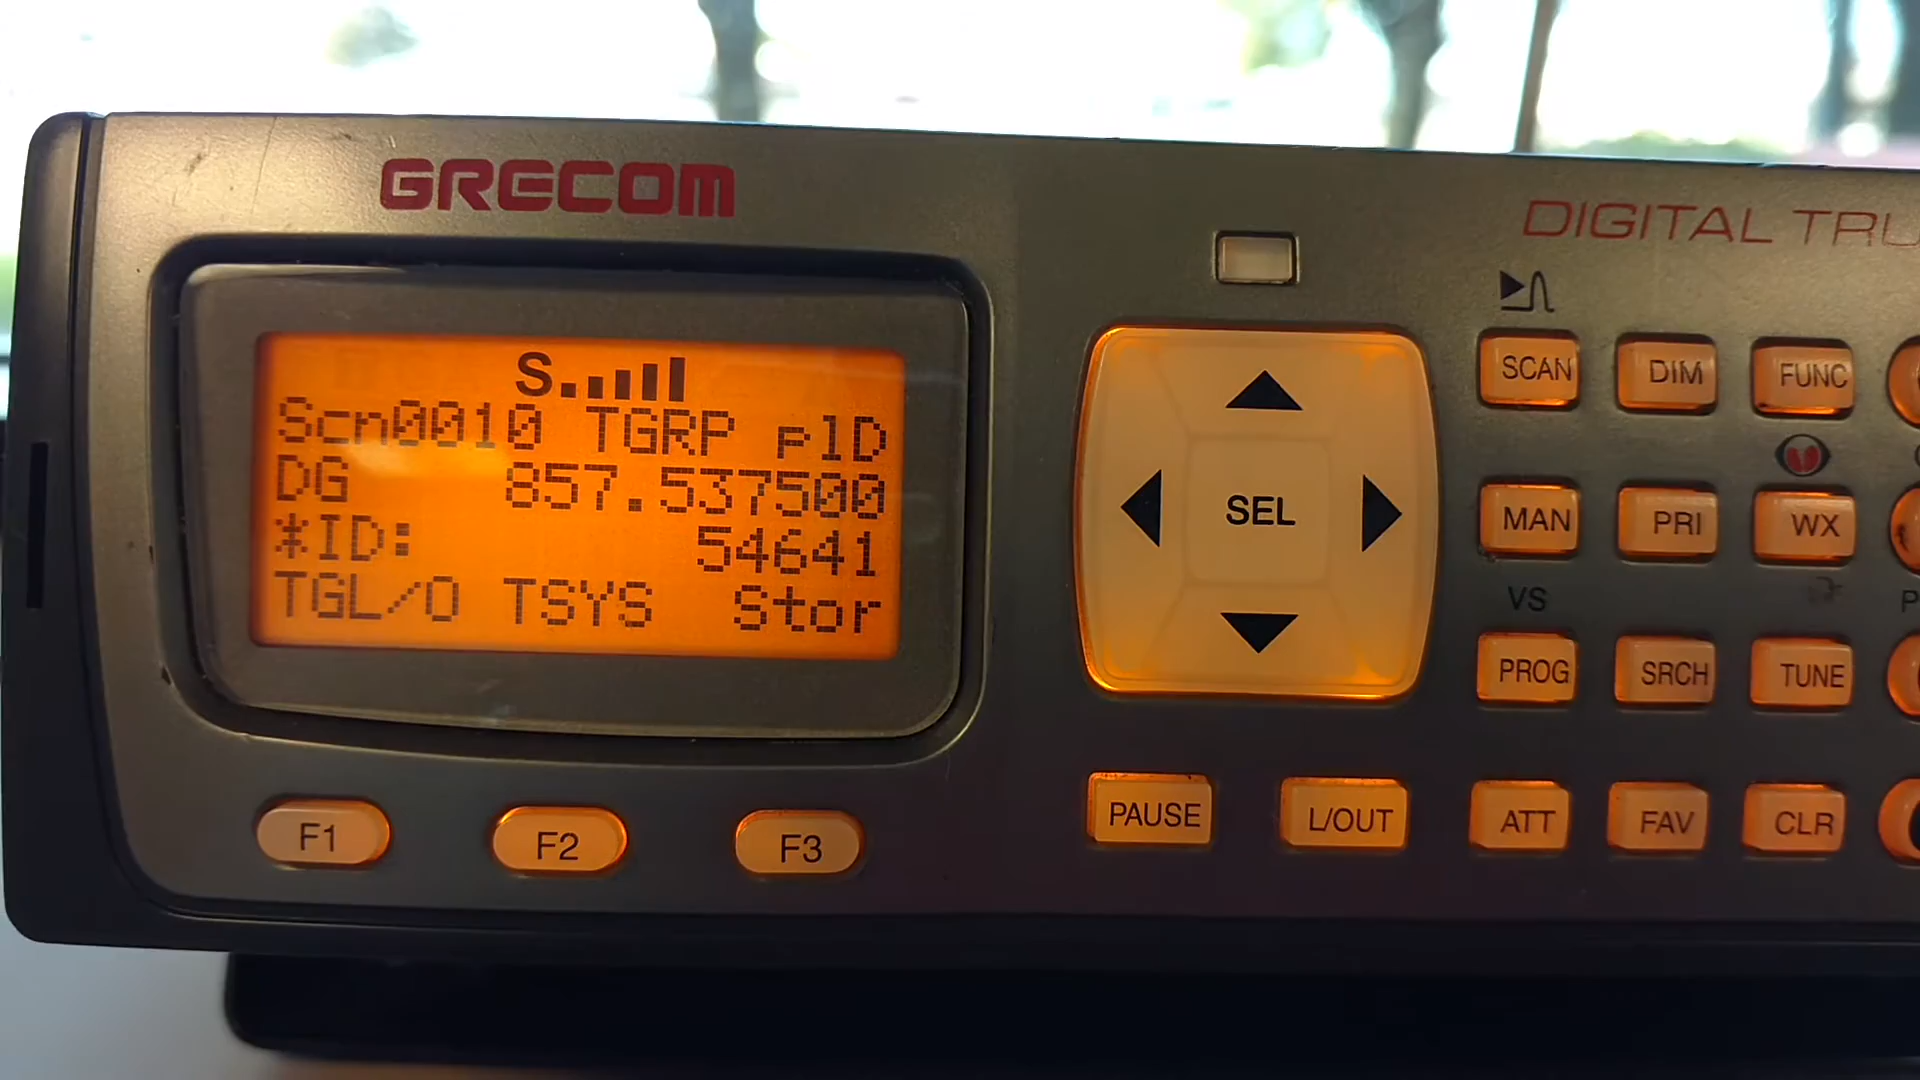 GRECOM
DIGITAL TRU
S
Scn0010 TGRP p1D
DG 857.537500
*ID: 54641
TGL/O TSYS Stor
SCAN DIM FUNC
SEL
MAN PRI WX
VS
PROG SRCH TUNE
PAUSE L/OUT ATT FAV CLR
F1 F2 F3